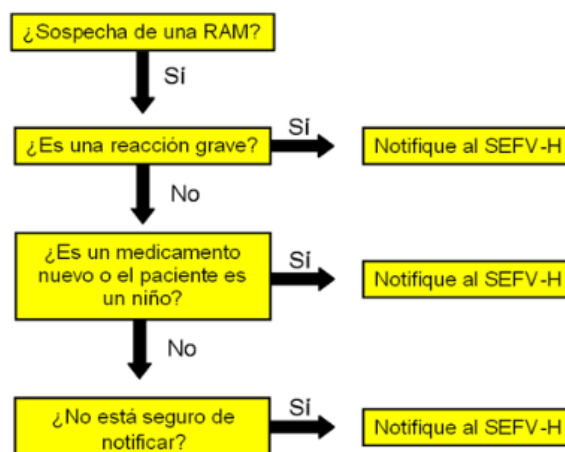 ¿Sospecha de una RAM?
Sí
¿Es una reacción grave?
Sí
Notifique al SEFV-H
No
¿Es un medicamento
nuevo o el paciente es
un niño?
Sí
Notifique al SEFV-H
No
¿No está seguro de
notificar?
Sí
Notifique al SEFV-H